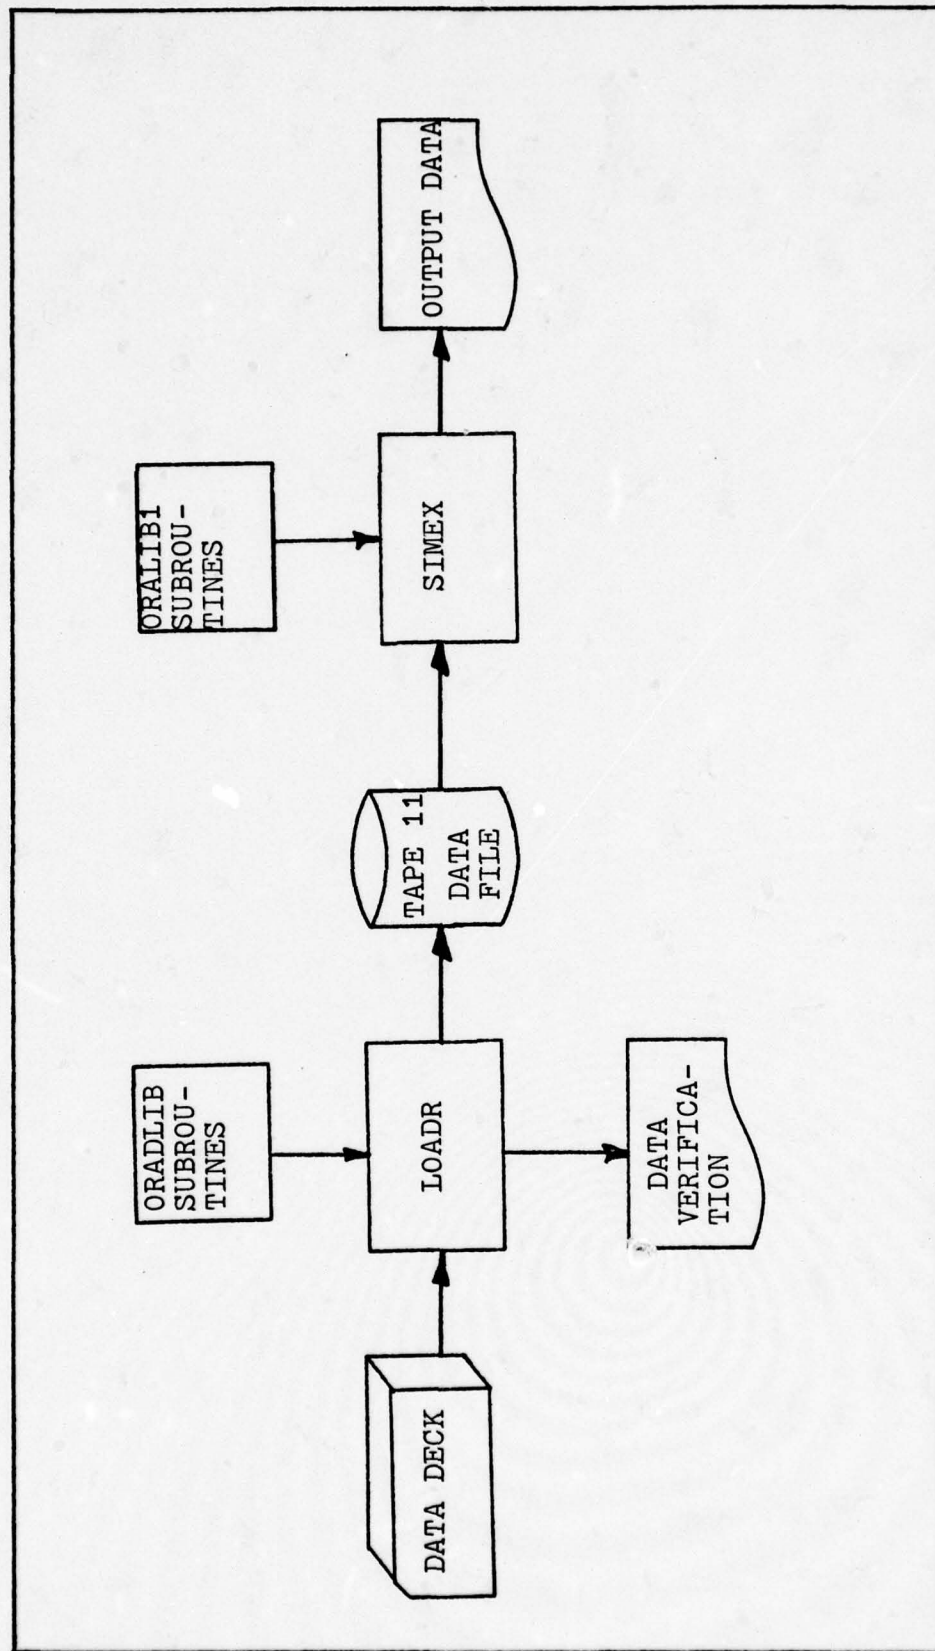 ORADLIB
SUBROU-
TINES
ORALIB1
SUBROU-
TINES
DATA DECK
LOADR
TAPE 11
DATA
FILE
SIMEX
OUTPUT DATA
DATA
VERIFICA-
TION